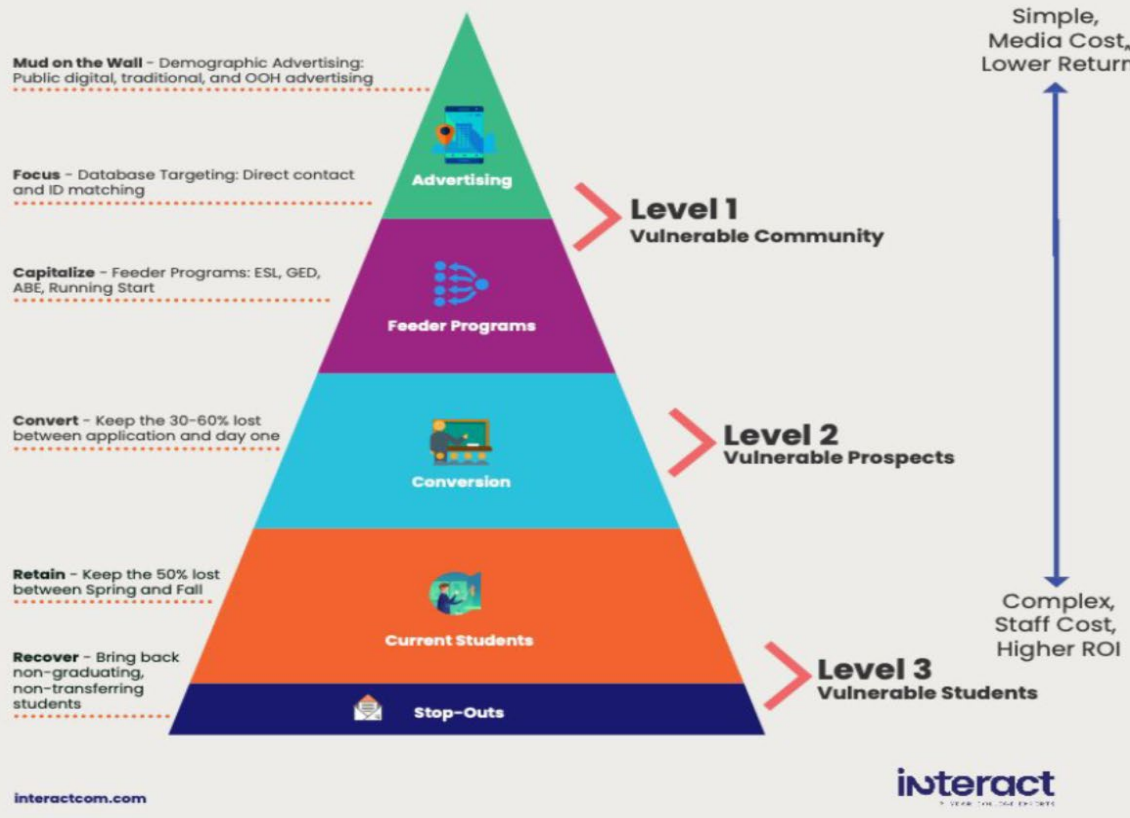 Mud on the Wall - Demographic Advertising:
Public digital, traditional, and OOH advertising
Focus - Database Targeting: Direct contact
and ID matching
Capitalize - Feeder Programs: ESL, GED,
ABE, Running Start
Convert - Keep the 30-60% lost
between application and day one
Retain - Keep the 50% lost
between Spring and Fall
Recover - Bring back
non-graduating,
non-transferring
students
Advertising
Feeder Programs
Conversion
Current Students
Stop-Outs
Level 1
Vulnerable Community
Level 2
Vulnerable Prospects
Level 3
Vulnerable Students
Simple,
Media Cost,
Lower Return
Complex,
Staff Cost,
Higher ROI
interactcom.com
interact
YEAR COLLEGE EXPERTS